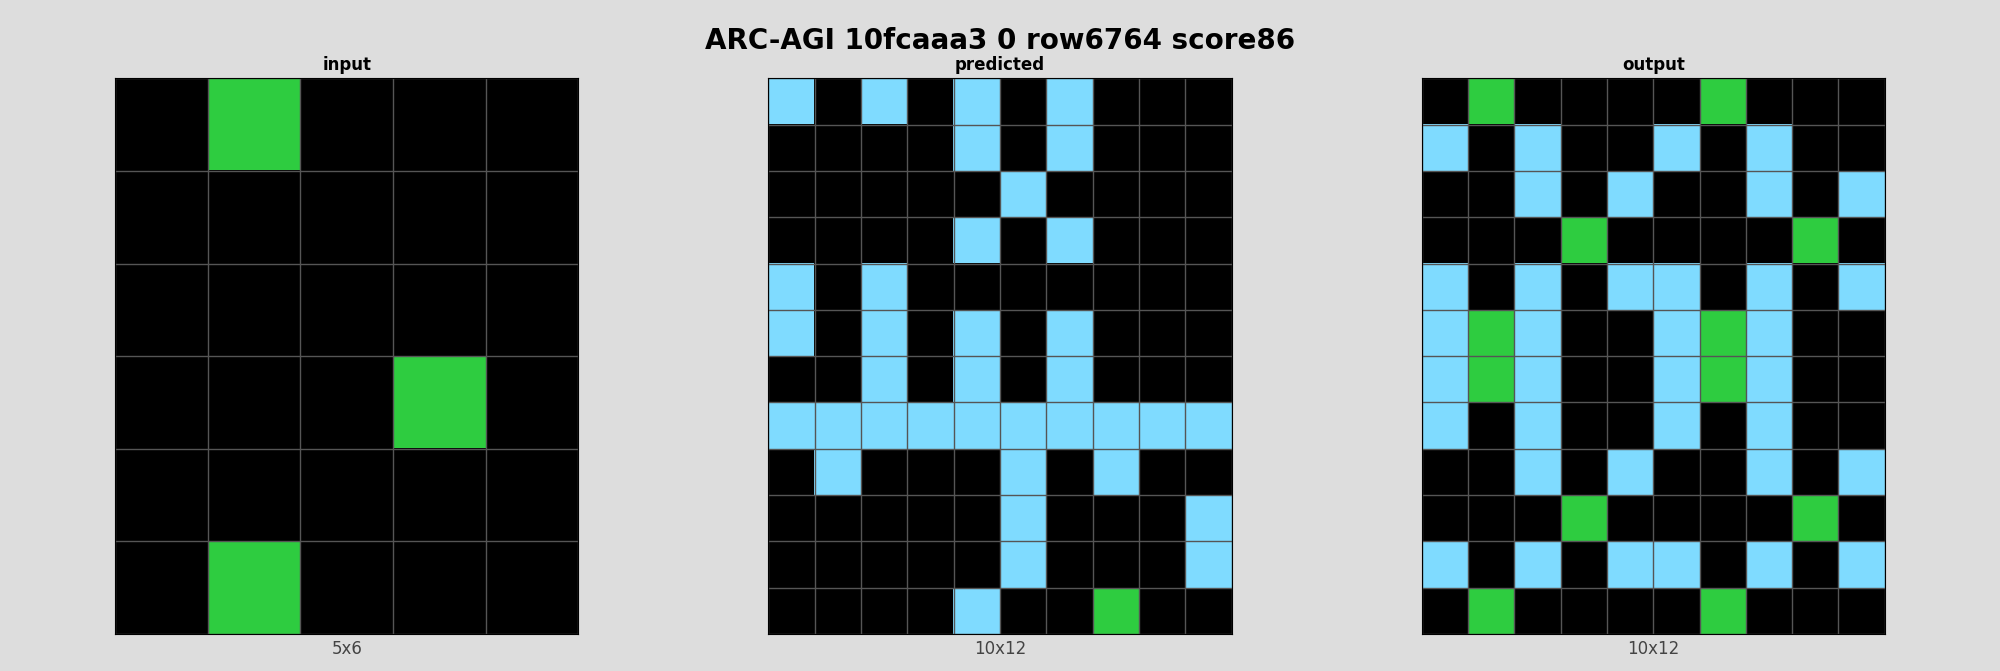 ARC-AGI 10fcaaa3 0 row6764 score86
input
predicted
output
5x6
10x12
10x12